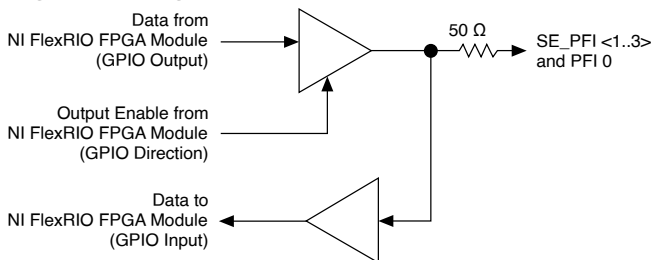 Data from
NI FlexRIO FPGA Module
(GPIO Output)
50 Ω
SE_PFI <1..3>
and PFI 0
Output Enable from
NI FlexRIO FPGA Module
(GPIO Direction)
Data to
NI FlexRIO FPGA Module
(GPIO Input)